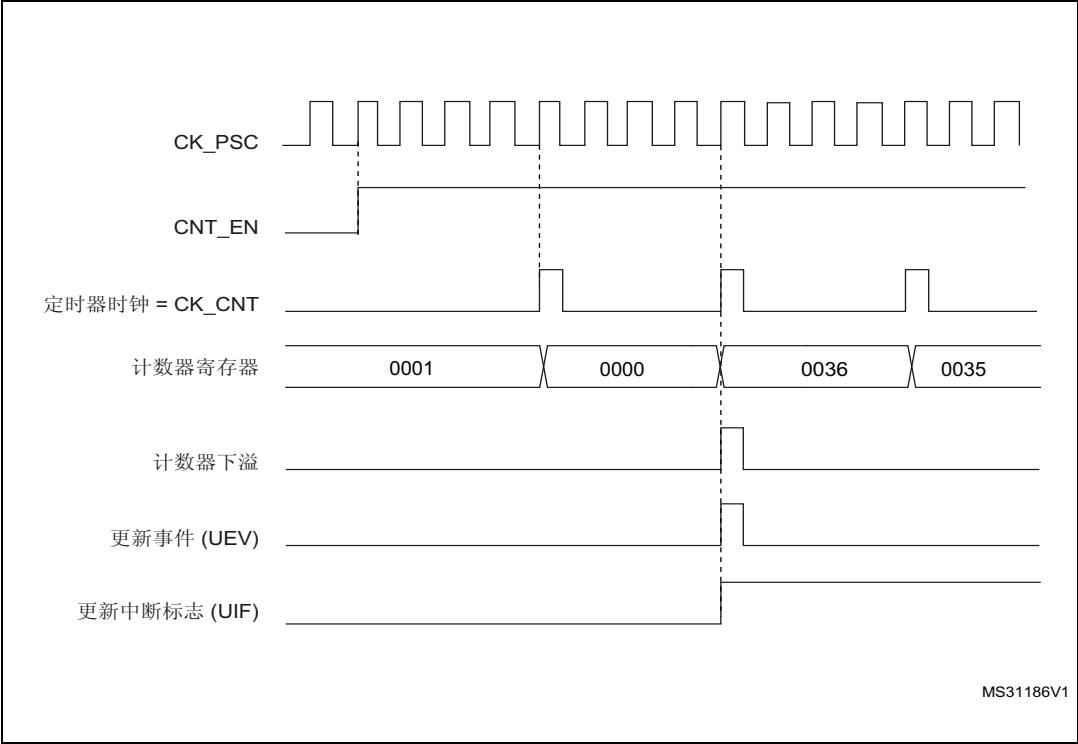 CK_PSC
CNT_EN
定时器时钟 = CK_CNT
计数器寄存器
0001
0000
0036
0035
计数器下溢
更新事件 (UEV)
更新中断标志 (UIF)
MS31186V1